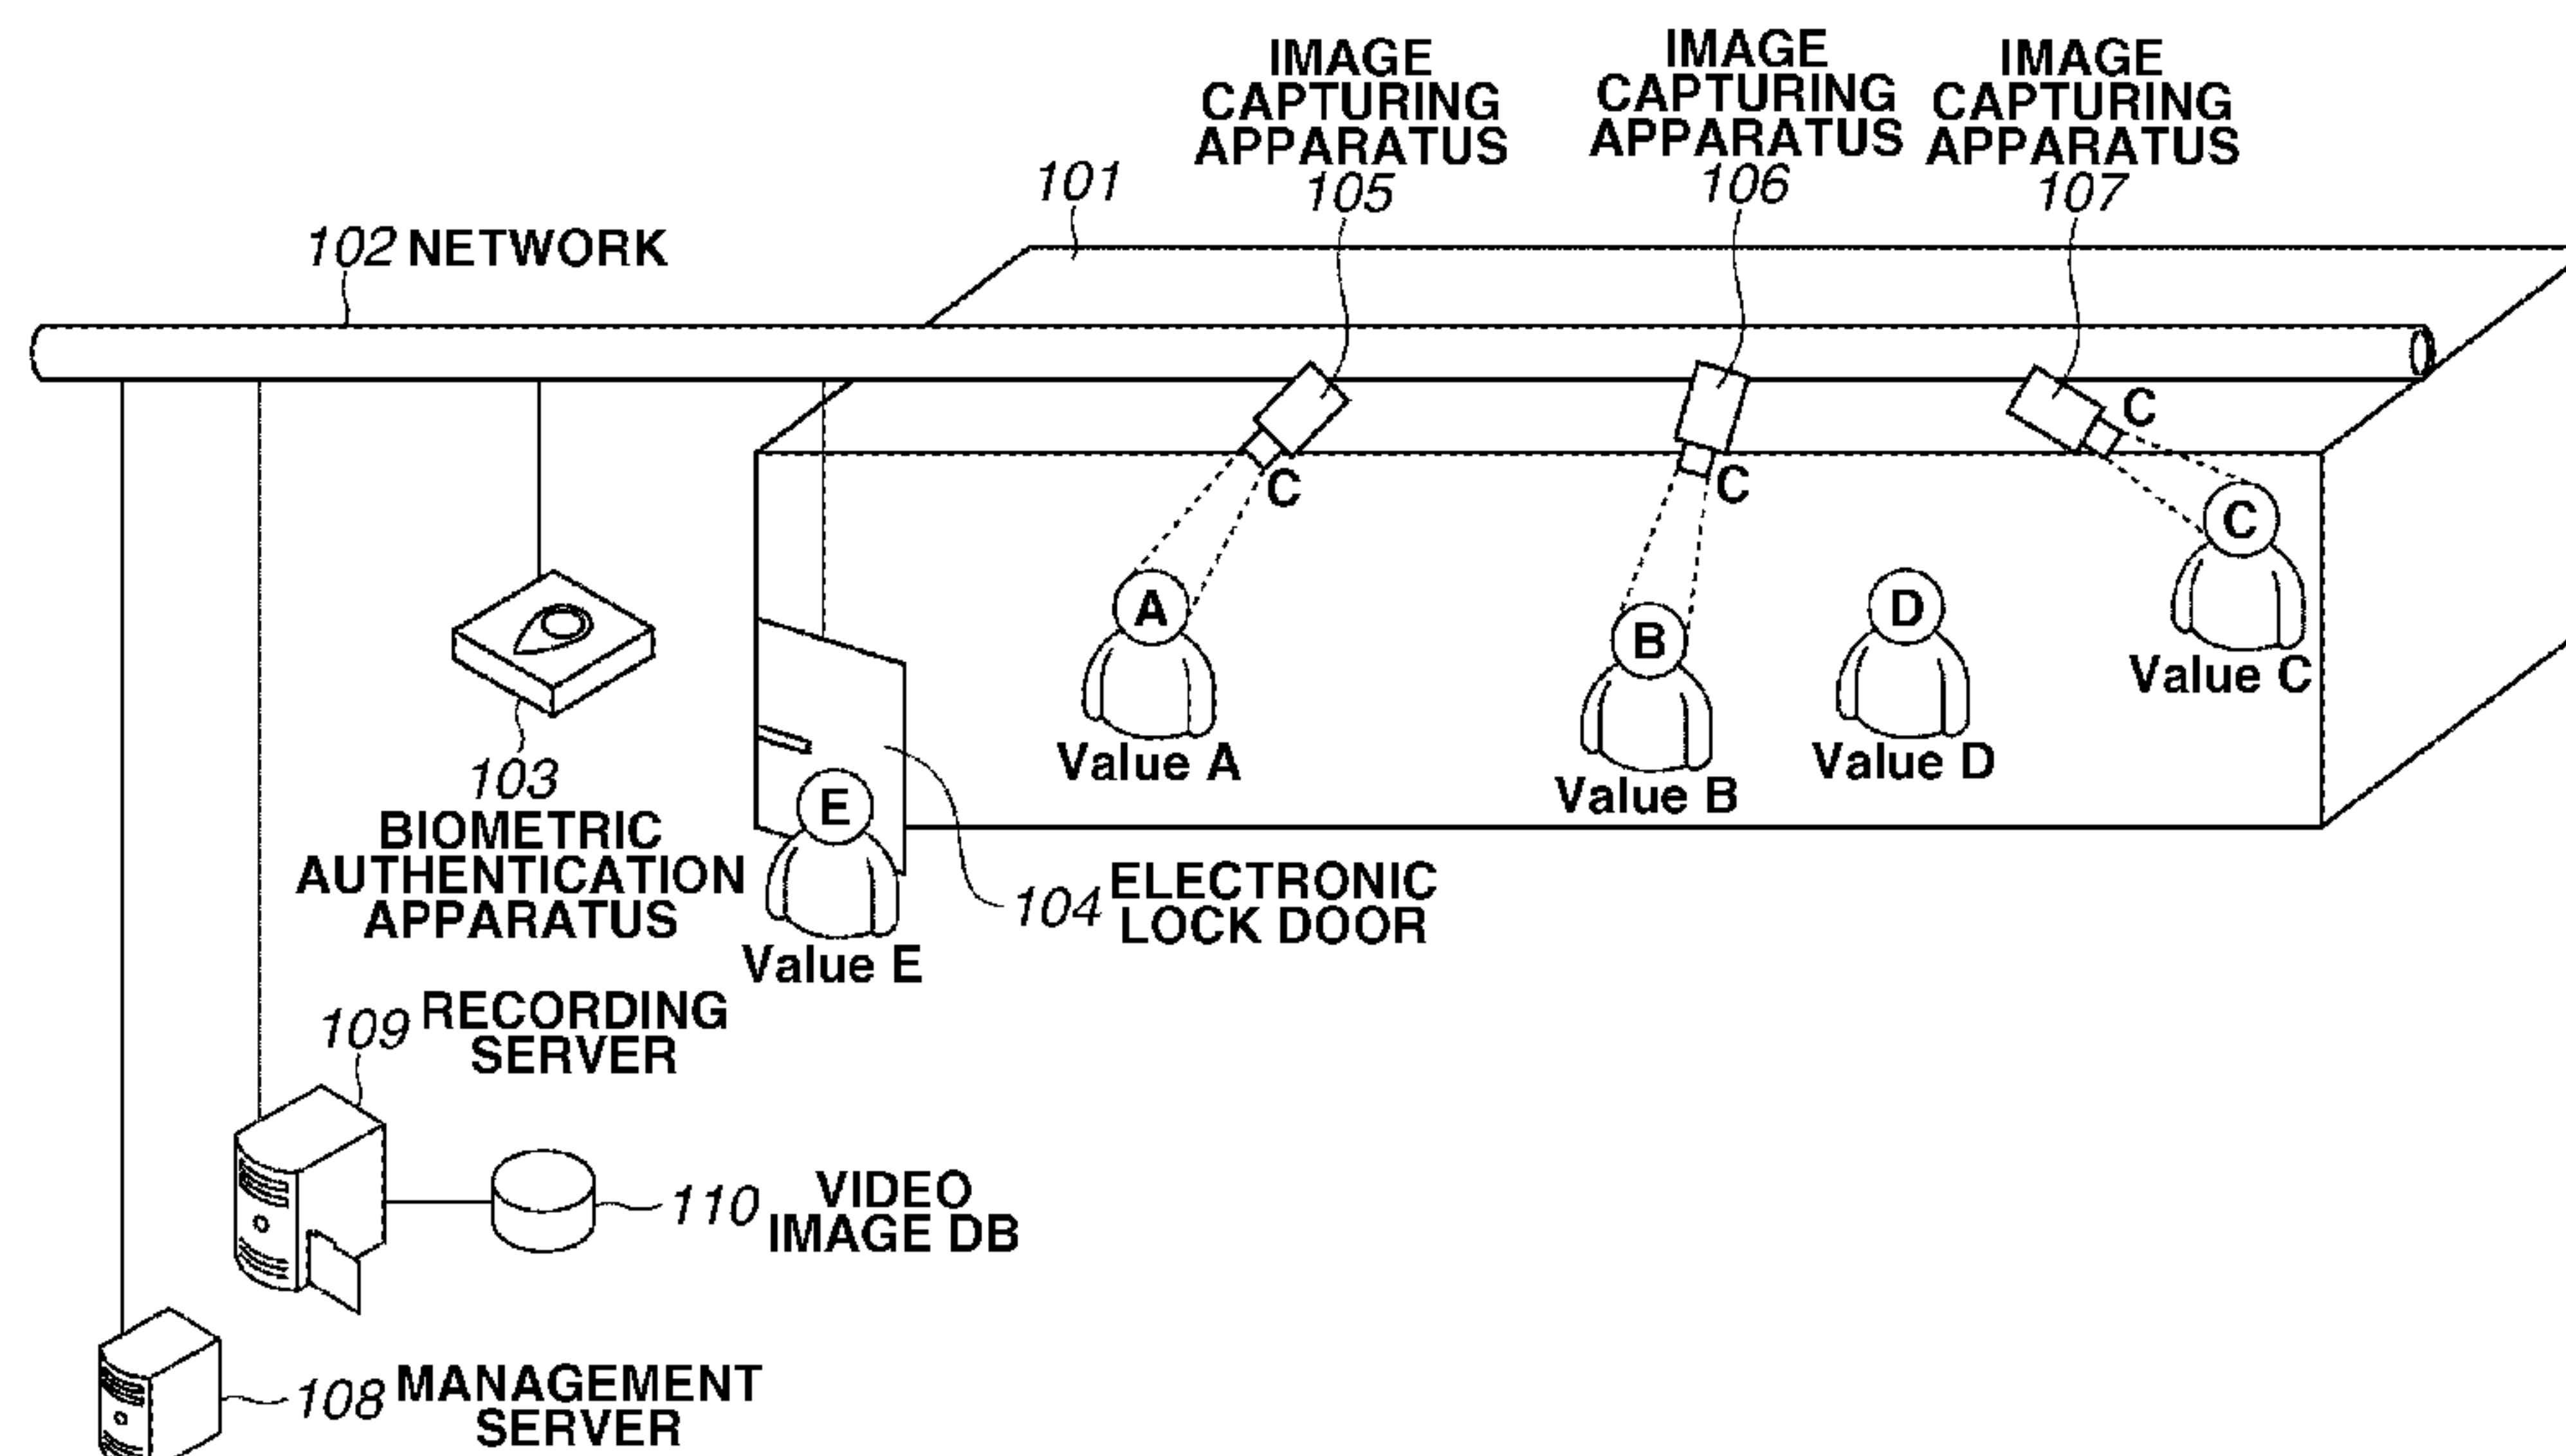 IMAGE
CAPTURING
APPARATUS
105
IMAGE
CAPTURING
APPARATUS
106
IMAGE
CAPTURING
APPARATUS
107
101
102 NETWORK
C
C
C
A
Value A
B
Value B
D
Value D
C
Value C
103
BIOMETRIC
AUTHENTICATION
APPARATUS
E
Value E
104 ELECTRONIC
LOCK DOOR
109 RECORDING
SERVER
110 VIDEO
IMAGE DB
108 MANAGEMENT
SERVER